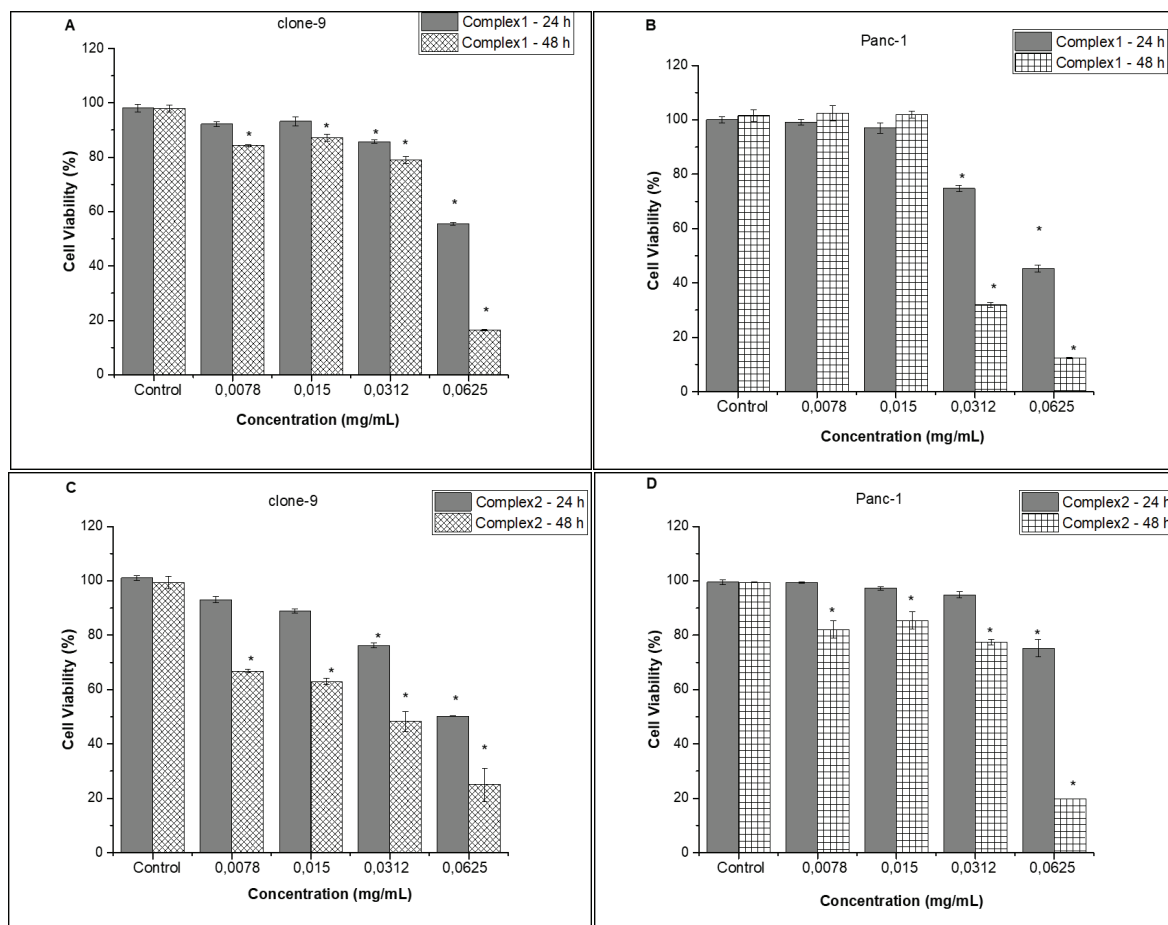 A
clone-9
Complex1 - 24 h
Complex1 - 48 h
Cell Viability (%)
120
100
80
60
40
20
0
* * * * * *
Control 0,0078 0,015 0,0312 0,0625
Concentration (mg/mL)
B
Panc-1
Complex1 - 24 h
Complex1 - 48 h
Cell Viability (%)
120
100
80
60
40
20
0
* * * *
Control 0,0078 0,015 0,0312 0,0625
Concentration (mg/mL)
C
clone-9
Complex2 - 24 h
Complex2 - 48 h
Cell Viability (%)
120
100
80
60
40
20
0
* * * * * *
Control 0,0078 0,015 0,0312 0,0625
Concentration (mg/mL)
D
Panc-1
Complex2 - 24 h
Complex2 - 48 h
Cell Viability (%)
120
100
80
60
40
20
0
* * * * *
Control 0,0078 0,015 0,0312 0,0625
Concentration (mg/mL)